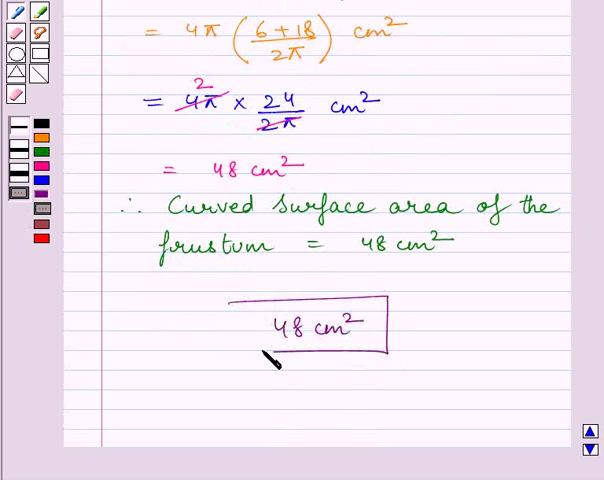 = 4π ( 6+18 / 2π ) cm²
= 4π × 24 / 2π cm²
2
= 48 cm²
∴ Curved surface area of the
frustum = 48 cm²
48 cm²